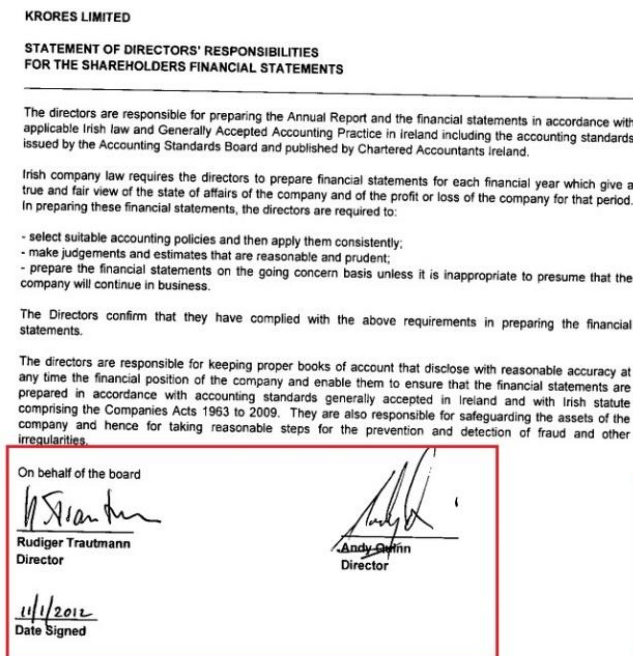 KRORES LIMITED
STATEMENT OF DIRECTORS' RESPONSIBILITIES
FOR THE SHAREHOLDERS FINANCIAL STATEMENTS
The directors are responsible for preparing the Annual Report and the financial statements in accordance with
applicable Irish law and Generally Accepted Accounting Practice in Ireland including the accounting standards
issued by the Accounting Standards Board and published by Chartered Accountants Ireland.
Irish company law requires the directors to prepare financial statements for each financial year which give a
true and fair view of the state of affairs of the company and of the profit or loss of the company for that period.
In preparing these financial statements, the directors are required to:
- select suitable accounting policies and then apply them consistently;
- make judgements and estimates that are reasonable and prudent;
- prepare the financial statements on the going concern basis unless it is inappropriate to presume that the
company will continue in business.
The Directors confirm that they have complied with the above requirements in preparing the financial
statements.
The directors are responsible for keeping proper books of account that disclose with reasonable accuracy at
any time the financial position of the company and enable them to ensure that the financial statements are
prepared in accordance with accounting standards generally accepted in Ireland and with Irish statute
comprising the Companies Acts 1963 to 2009. They are also responsible for safeguarding the assets of the
company and hence for taking reasonable steps for the prevention and detection of fraud and other
irregularities.
On behalf of the board
Rudiger Trautmann
Director
Andy Quinn
Director
11/1/2012
Date Signed